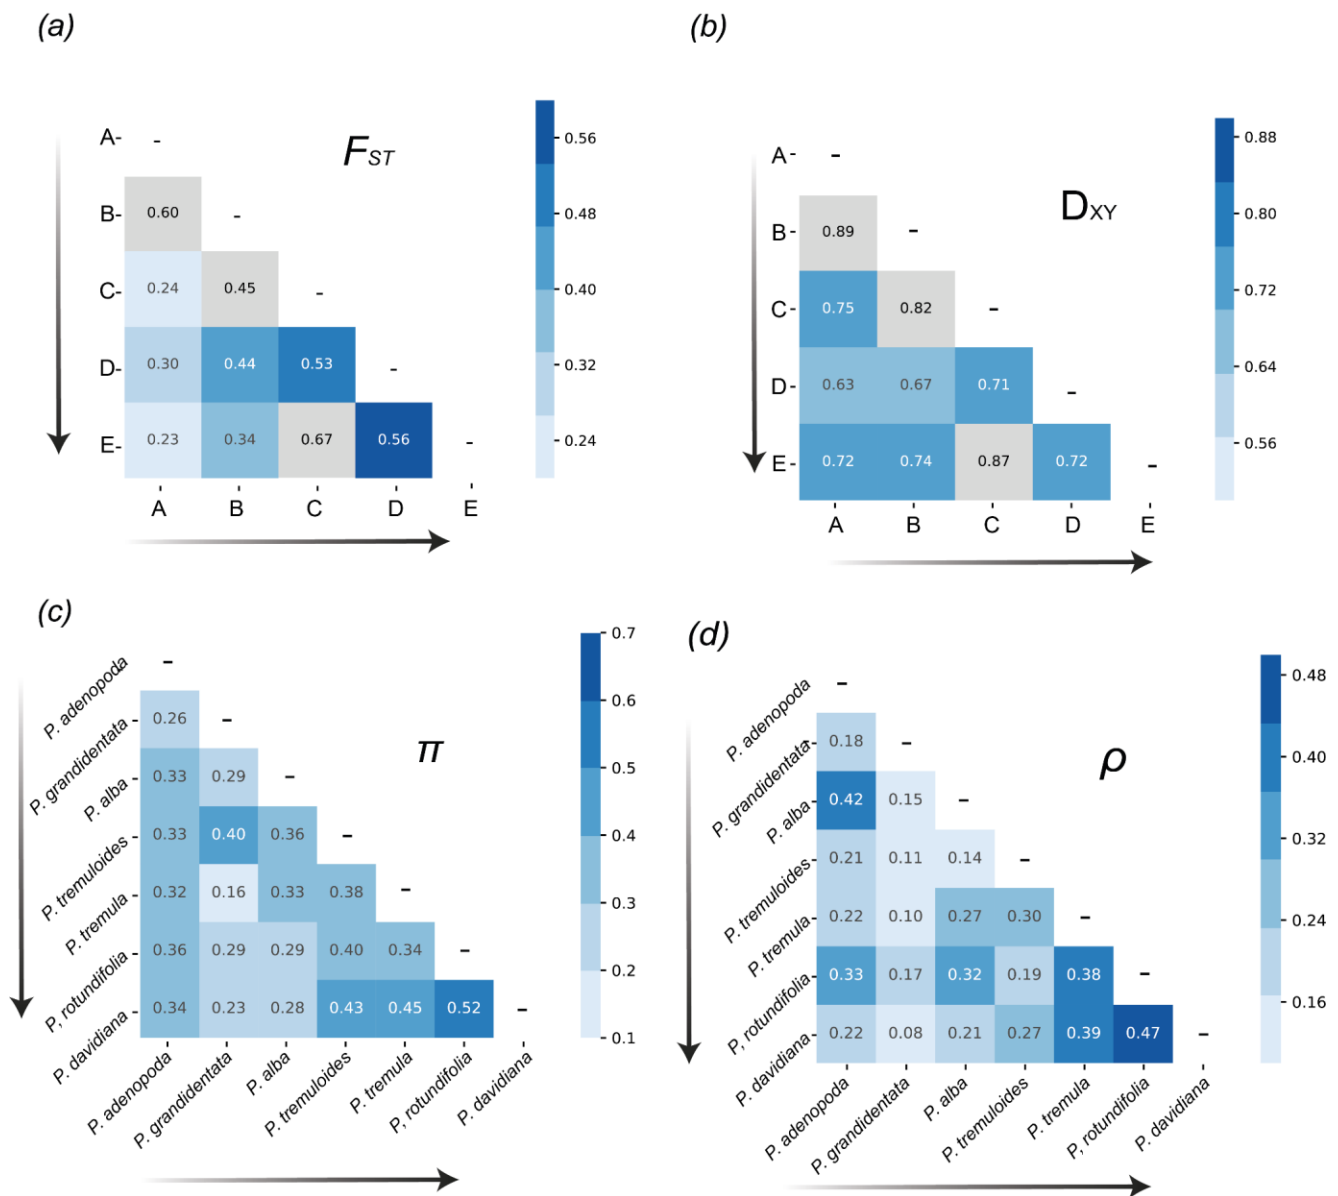 (a)
F_ST
A- -
B- 0.60 -
C- 0.24 0.45 -
D- 0.30 0.44 0.53 -
E- 0.23 0.34 0.67 0.56 -
A B C D E
0.56
0.48
0.40
0.32
0.24
(b)
D_XY
A - -
B - 0.89 -
C - 0.75 0.82 -
D - 0.63 0.67 0.71 -
E - 0.72 0.74 0.87 0.72 -
A B C D E
0.88
0.80
0.72
0.64
0.56
(c)
π
P. adenopoda -
P. grandidentata 0.26 -
P. alba 0.33 0.29 -
P. tremuloides 0.33 0.40 0.36 -
P. tremula 0.32 0.16 0.33 0.38 -
P, rotundifolia 0.36 0.29 0.29 0.40 0.34 -
P. davidiana 0.34 0.23 0.28 0.43 0.45 0.52 -
P. adenopoda
P. grandidentata
P. alba
P. tremuloides
P. tremula
P, rotundifolia
P. davidiana
0.7
0.6
0.5
0.4
0.3
0.2
0.1
(d)
ρ
P. adenopoda -
P. grandidentata 0.18 -
P. alba 0.42 0.15 -
P. tremuloides 0.21 0.11 0.14 -
P. tremula 0.22 0.10 0.27 0.30 -
P, rotundifolia 0.33 0.17 0.32 0.19 0.38 -
P. davidiana 0.22 0.08 0.21 0.27 0.39 0.47 -
P. adenopoda
P. grandidentata
P. alba
P. tremuloides
P. tremula
P, rotundifolia
P. davidiana
0.48
0.40
0.32
0.24
0.16